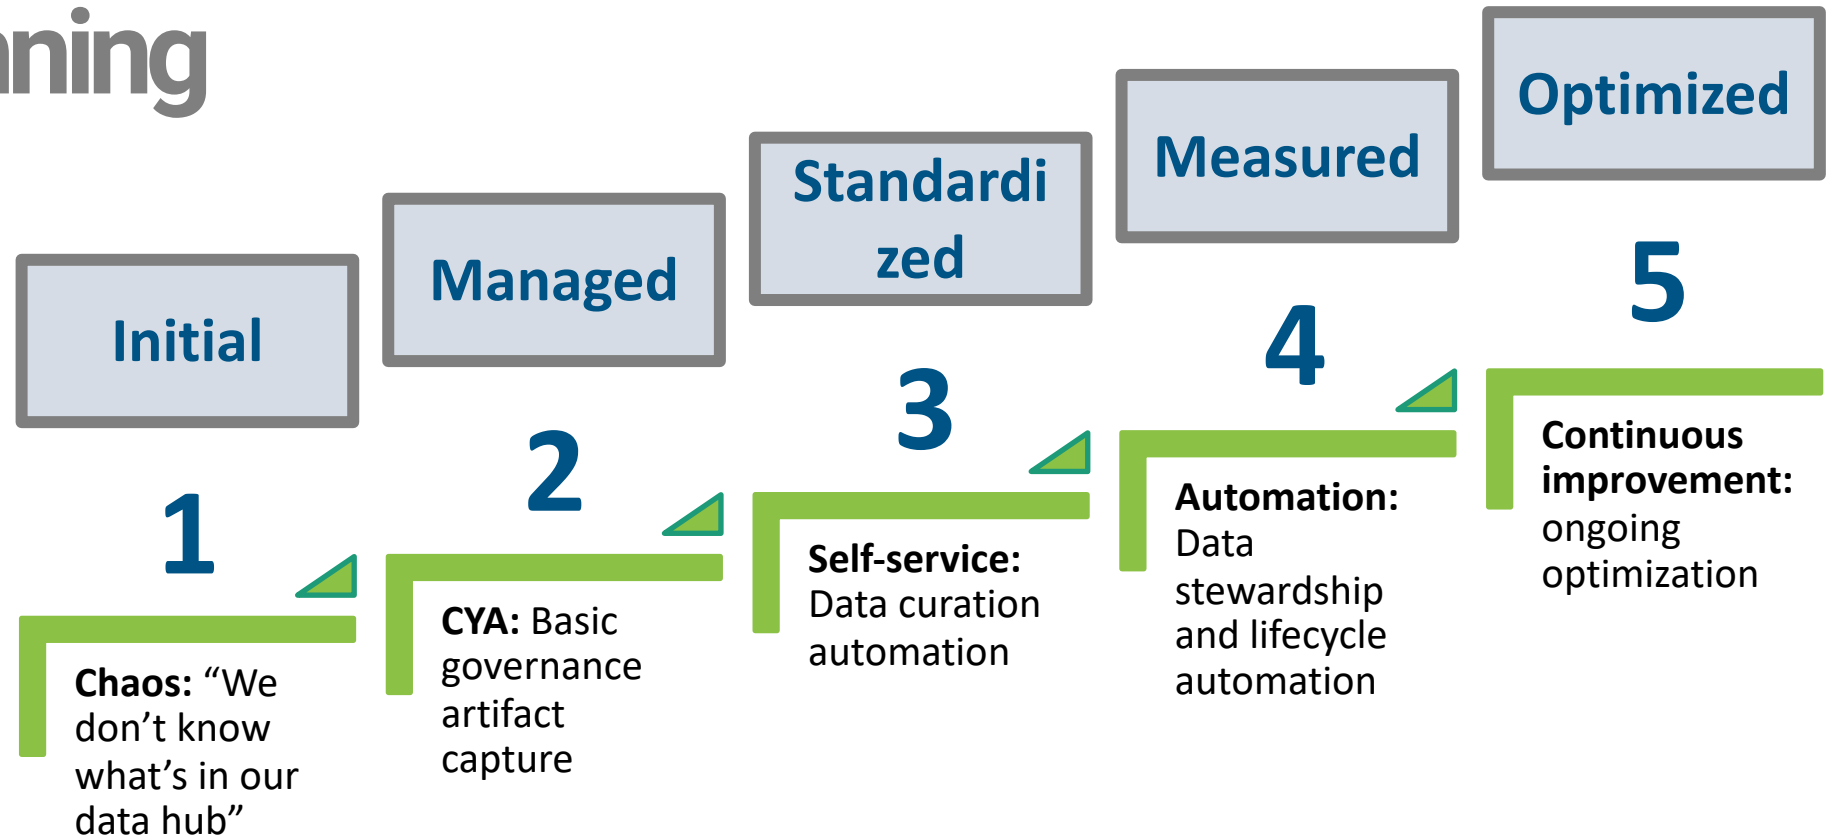 nning
Initial
1
Chaos: “We
don’t know
what’s in our
data hub”
Managed
2
CYA: Basic
governance
artifact
capture
Standardi
zed
3
Self-service:
Data curation
automation
Measured
4
Automation:
Data
stewardship
and lifecycle
automation
Optimized
5
Continuous
improvement:
ongoing
optimization